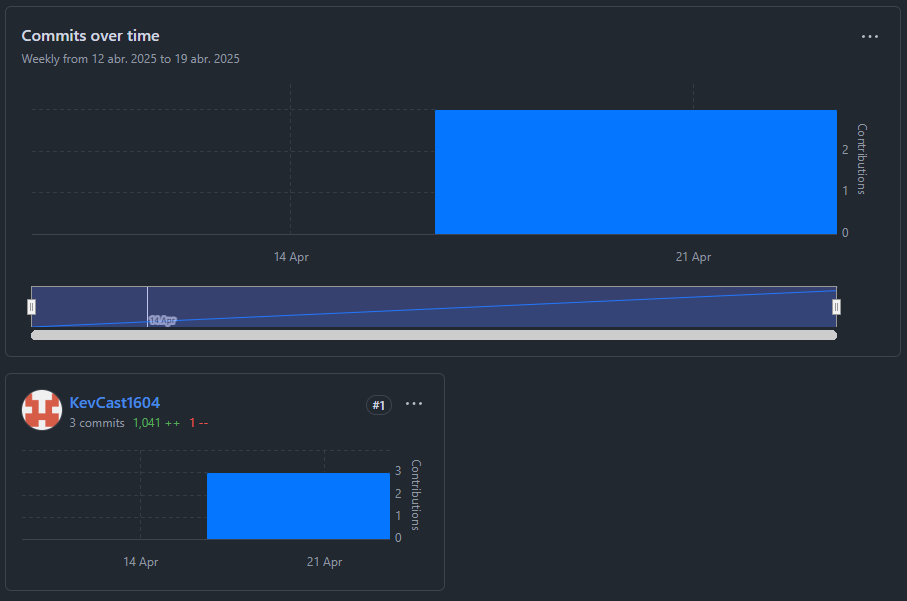 Commits over time
Weekly from 12 abr. 2025 to 19 abr. 2025
2
1
0
Contributions
14 Apr
21 Apr
14 Apr
KevCast1604
#1
3 commits 1,041 ++ 1 --
3
2
1
0
Contributions
14 Apr
21 Apr